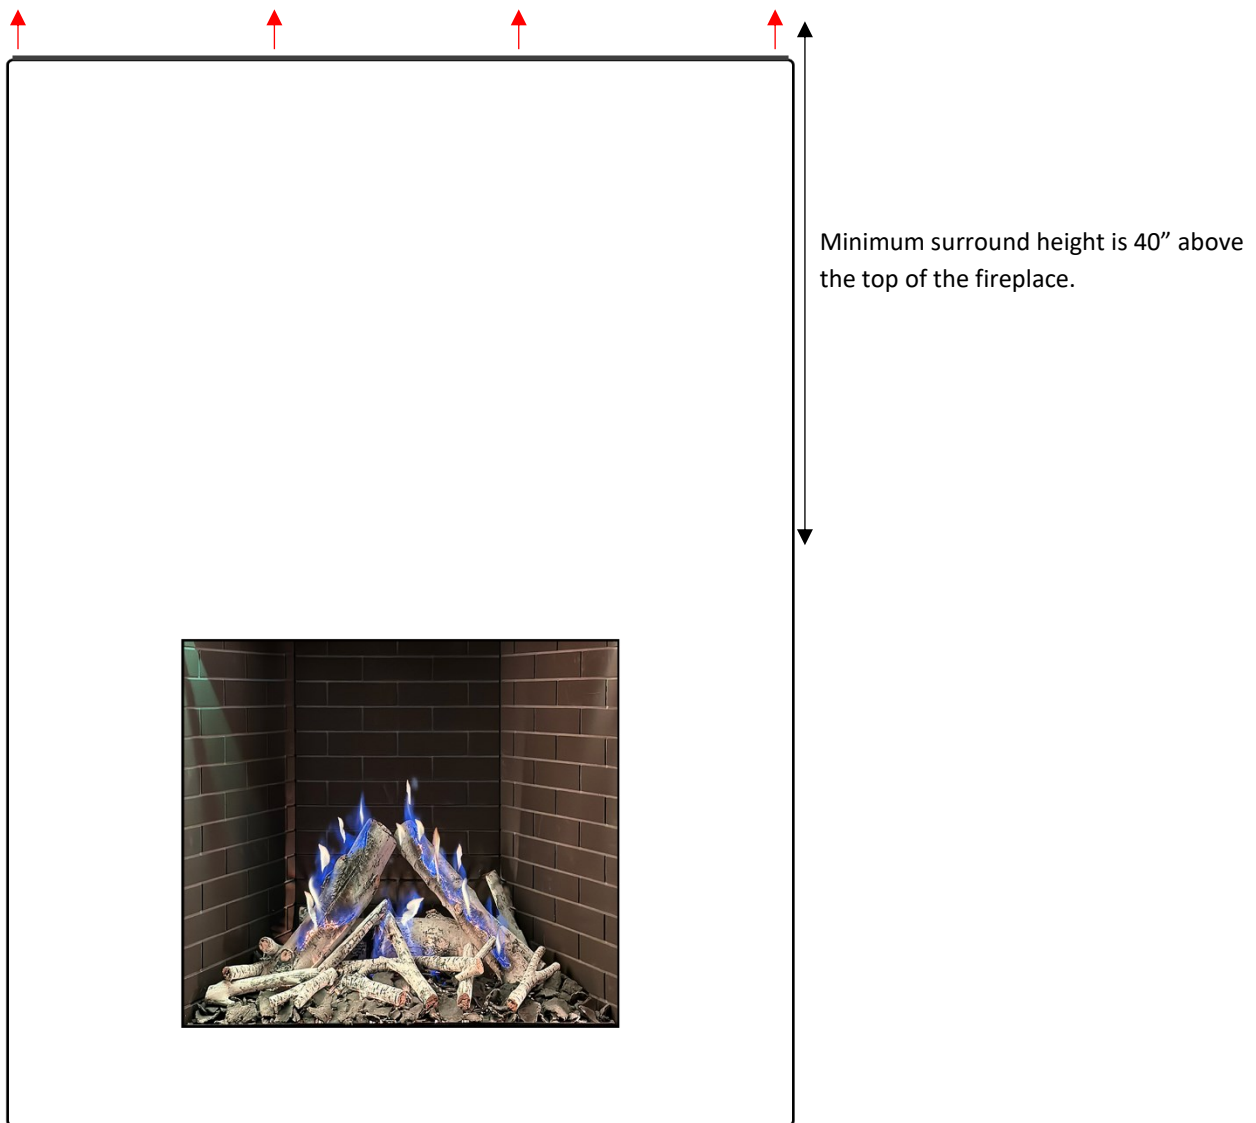 Minimum surround height is 40” above
the top of the fireplace.